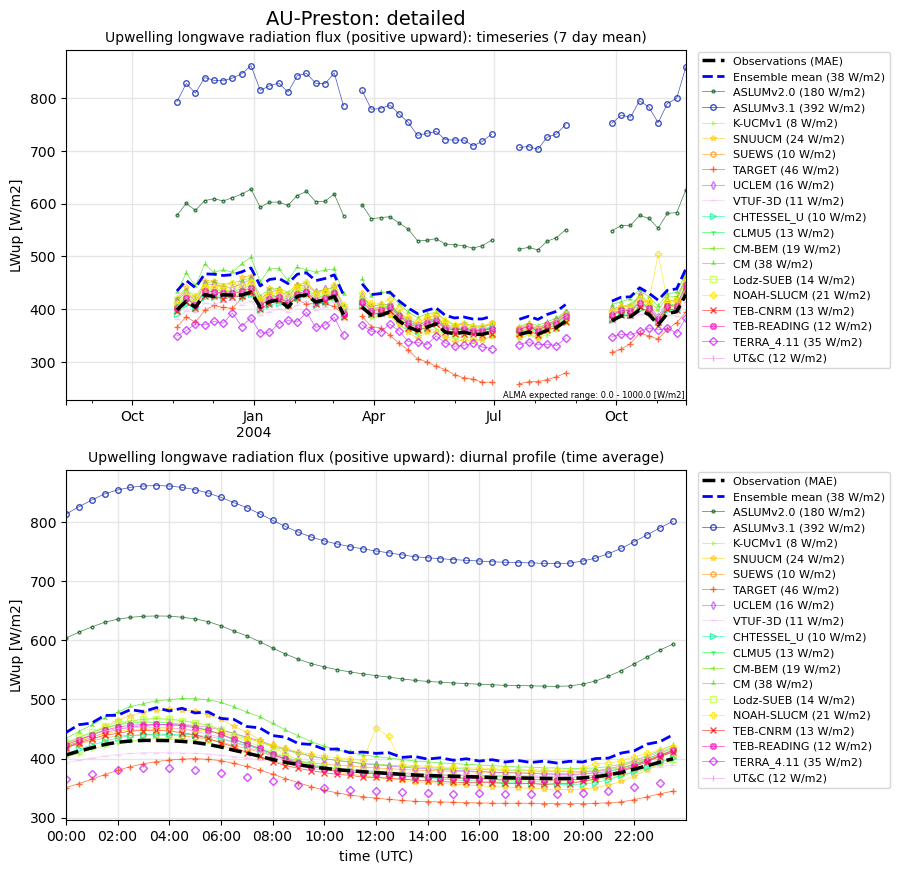 AU-Preston: detailed
Upwelling longwave radiation flux (positive upward): timeseries (7 day mean)
LWup [W/m2]
800
700
600
500
400
300
Oct
Jan
2004
Apr
Jul
Oct
ALMA expected range: 0.0 - 1000.0 [W/m2]
Observations (MAE)
Ensemble mean (38 W/m2)
ASLUMv2.0 (180 W/m2)
ASLUMv3.1 (392 W/m2)
K-UCMv1 (8 W/m2)
SNUUCM (24 W/m2)
SUEWS (10 W/m2)
TARGET (46 W/m2)
UCLEM (16 W/m2)
VTUF-3D (11 W/m2)
CHTESSEL_U (10 W/m2)
CLMU5 (13 W/m2)
CM-BEM (19 W/m2)
CM (38 W/m2)
Lodz-SUEB (14 W/m2)
NOAH-SLUCM (21 W/m2)
TEB-CNRM (13 W/m2)
TEB-READING (12 W/m2)
TERRA_4.11 (35 W/m2)
UT&C (12 W/m2)
Upwelling longwave radiation flux (positive upward): diurnal profile (time average)
LWup [W/m2]
800
700
600
500
400
300
00:00
02:00
04:00
06:00
08:00
10:00
12:00
14:00
16:00
18:00
20:00
22:00
time (UTC)
Observation (MAE)
Ensemble mean (38 W/m2)
ASLUMv2.0 (180 W/m2)
ASLUMv3.1 (392 W/m2)
K-UCMv1 (8 W/m2)
SNUUCM (24 W/m2)
SUEWS (10 W/m2)
TARGET (46 W/m2)
UCLEM (16 W/m2)
VTUF-3D (11 W/m2)
CHTESSEL_U (10 W/m2)
CLMU5 (13 W/m2)
CM-BEM (19 W/m2)
CM (38 W/m2)
Lodz-SUEB (14 W/m2)
NOAH-SLUCM (21 W/m2)
TEB-CNRM (13 W/m2)
TEB-READING (12 W/m2)
TERRA_4.11 (35 W/m2)
UT&C (12 W/m2)